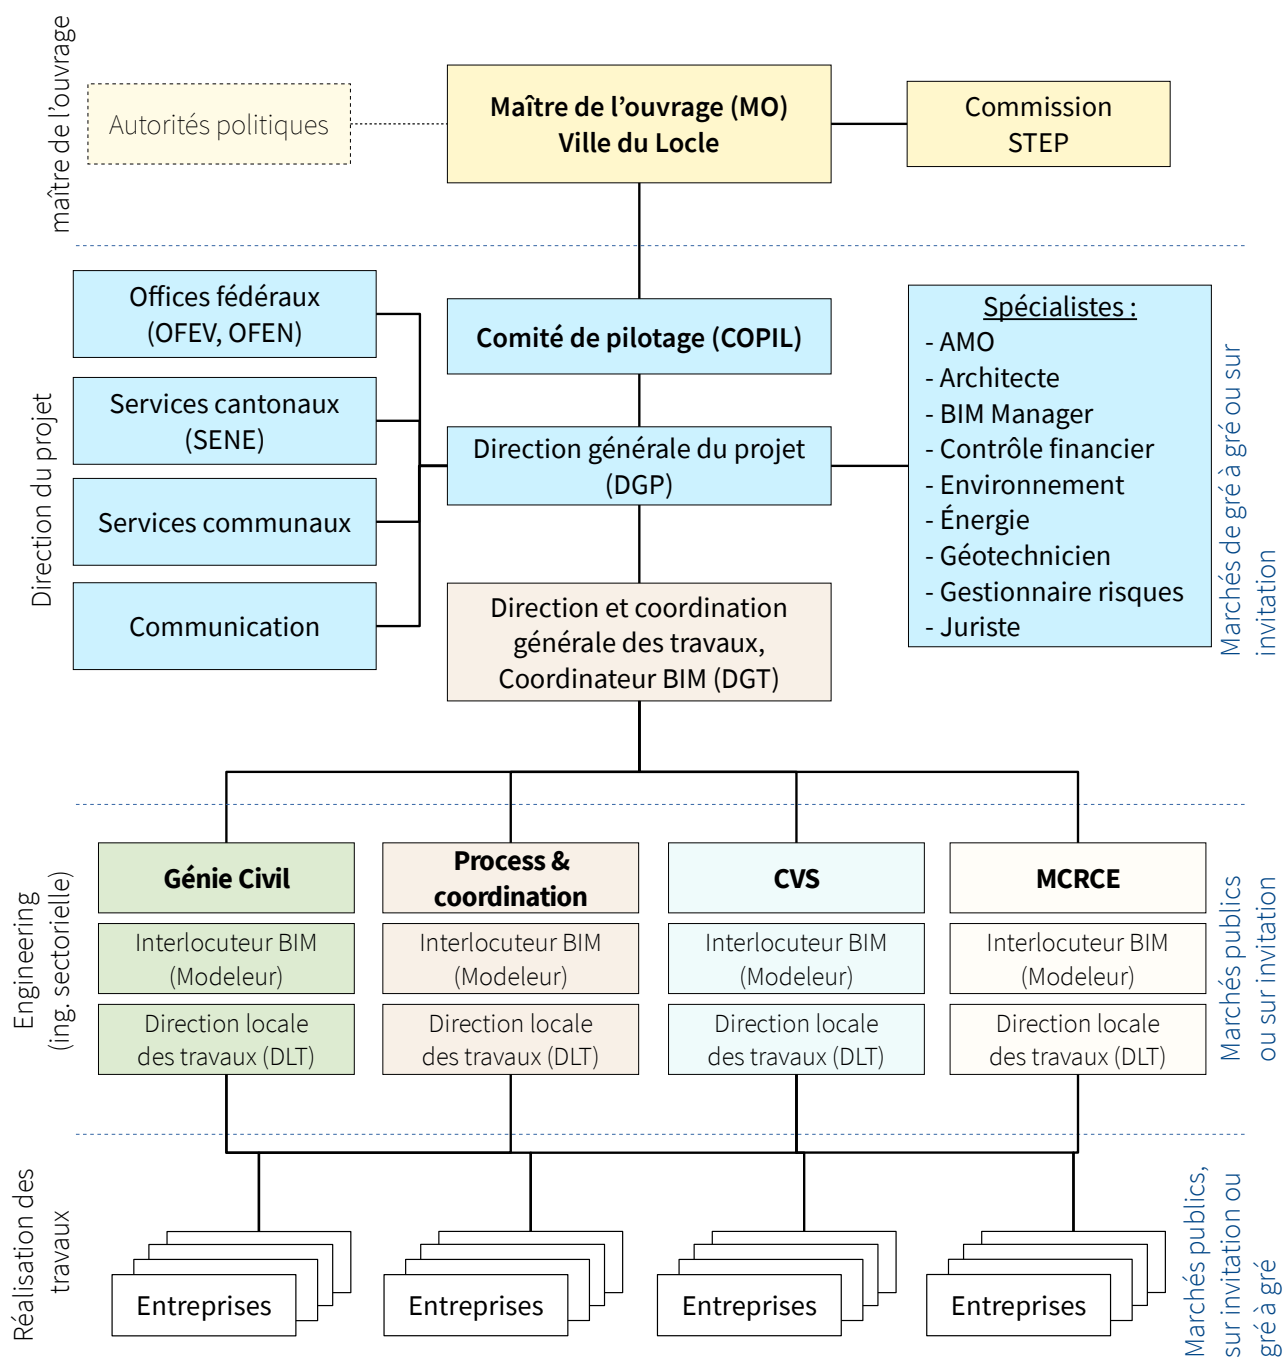 maître de l'ouvrage
Autorités politiques
Maître de l'ouvrage (MO)
Ville du Locle
Commission
STEP
Direction du projet
Offices fédéraux
(OFEV, OFEN)
Services cantonaux
(SENE)
Services communaux
Communication
Comité de pilotage (COPIL)
Direction générale du projet
(DGP)
Direction et coordination
générale des travaux,
Coordinateur BIM (DGT)
Spécialistes :
- AMO
- Architecte
- BIM Manager
- Contrôle financier
- Environnement
- Énergie
- Géotechnicien
- Gestionnaire risques
- Juriste
Marchés de gré à gré ou sur
invitation
Engineering
(ing. sectorielle)
Génie Civil
Interlocuteur BIM
(Modeleur)
Direction locale
des travaux (DLT)
Process &
coordination
Interlocuteur BIM
(Modeleur)
Direction locale
des travaux (DLT)
CVS
Interlocuteur BIM
(Modeleur)
Direction locale
des travaux (DLT)
MCRCE
Interlocuteur BIM
(Modeleur)
Direction locale
des travaux (DLT)
Marchés publics
ou sur invitation
Réalisation des
travaux
Entreprises
Entreprises
Entreprises
Entreprises
Marchés publics,
sur invitation ou
gré à gré